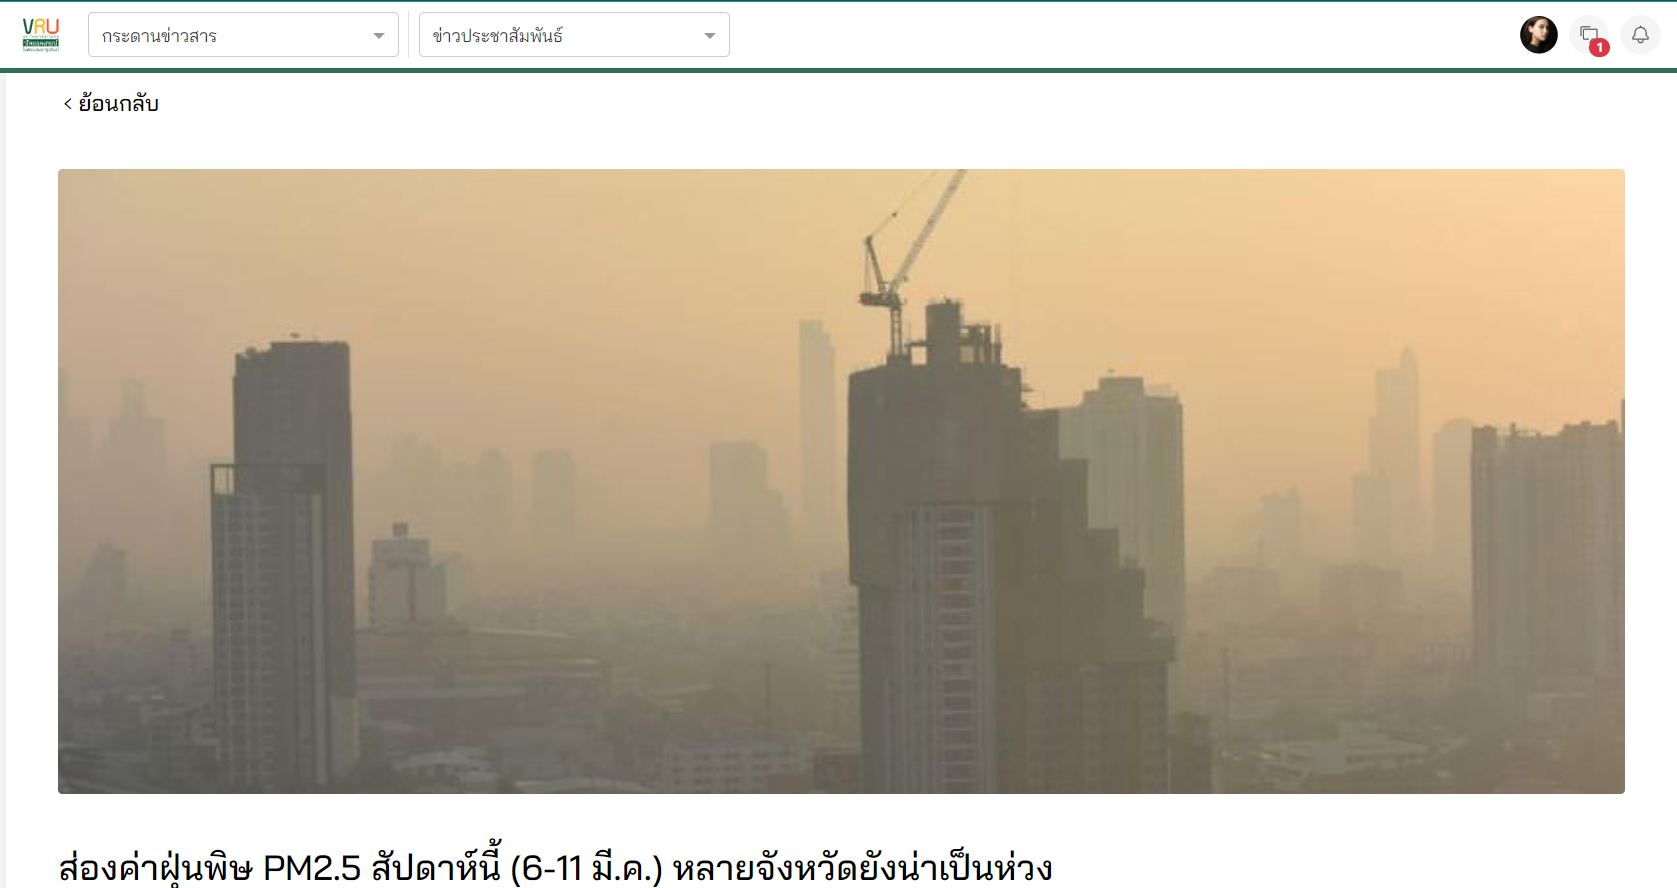 VRU
กระดานข่าวสาร
ข่าวประชาสัมพันธ์
1
< ย้อนกลับ
ส่องค่าฝุ่นพิษ PM2.5 สัปดาห์นี้ (6-11 มี.ค.) หลายจังหวัดยังน่าเป็นห่วง